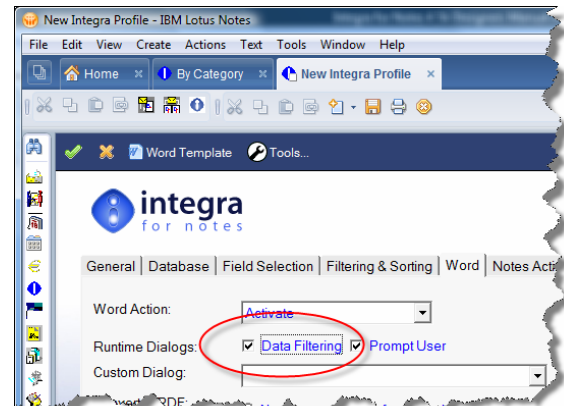 New Integra Profile - IBM Lotus Notes
File Edit View Create Actions Text Tools Window Help
Home By Category New Integra Profile
Word Template Tools...
integra
for notes
General Database Field Selection Filtering & Sorting Word Notes Acti
Word Action: Activate
Runtime Dialogs: Data Filtering Prompt User
Custom Dialog: